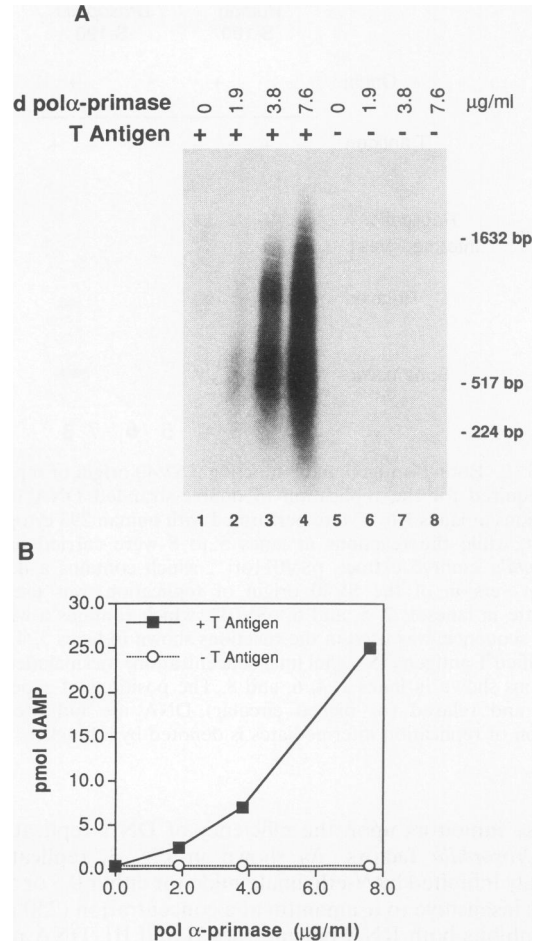 A
d polα-primase 0 1.9 3.8 7.6 0 1.9 3.8 7.6 μg/ml
T Antigen + + + + - - - -
- 1632 bp
- 517 bp
- 224 bp
1 2 3 4 5 6 7 8
B
30.0
25.0
20.0
15.0
10.0
5.0
0.0
pmol dAMP
+ T Antigen
- T Antigen
0.0 2.0 4.0 6.0 8.0
pol α-primase (μg/ml)